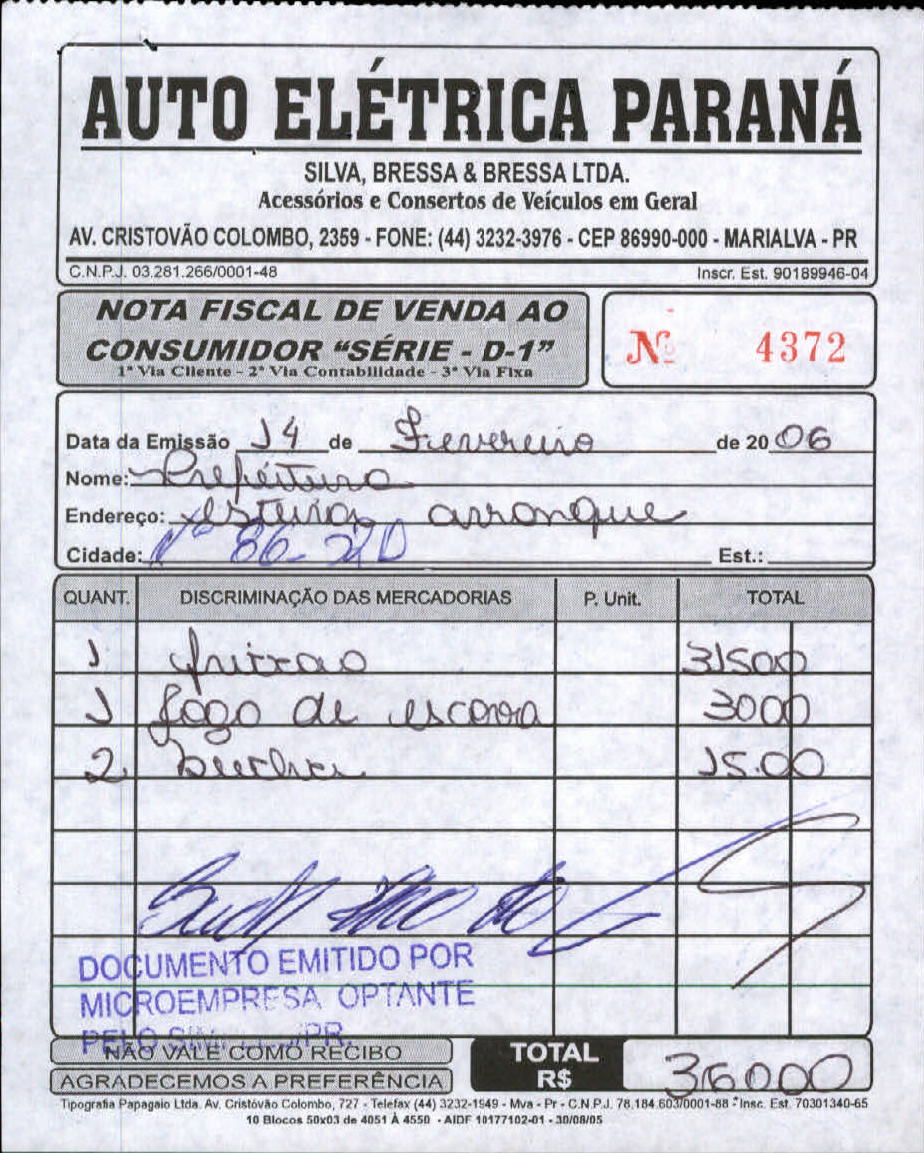 AUTO ELÉTRICA PARANÁ
SILVA, BRESSA & BRESSA LTDA.
Acessórios e Consertos de Veículos em Geral
AV. CRISTOVÃO COLOMBO, 2359 - FONE: (44) 3232-3976 - CEP 86990-000 - MARIALVA - PR
C.N.P.J. 03.281.266/0001-48 Inscr. Est. 90189946-04
NOTA FISCAL DE VENDA AO
CONSUMIDOR “SÉRIE - D-1”
1ª Via Cliente - 2ª Via Contabilidade - 3ª Via Fixa
Nº 4372
Data da Emissão 14 de Fevereiro de 2006
Nome: Prefeitura
Endereço: arranque
Cidade: Nº 86 Est.:
QUANT. DISCRIMINAÇÃO DAS MERCADORIAS P. Unit. TOTAL
1 31500
1 Jogo de escova 3000
2 bucha 15.00
DOCUMENTO EMITIDO POR
MICROEMPRESA OPTANTE
PELO /PR.
NÃO VALE COMO RECIBO
AGRADECEMOS A PREFERÊNCIA
TOTAL
R$ 36000
Tipografia Papagaio Ltda. Av. Cristóvão Colombo, 727 - Telefax (44) 3232-1949 - Mva - Pr - C.N.P.J. 78.184.603/0001-88 * Insc. Est. 70301340-65
10 Blocos 50x03 de 4051 À 4550 - AIDF 10177102-01 - 30/08/05